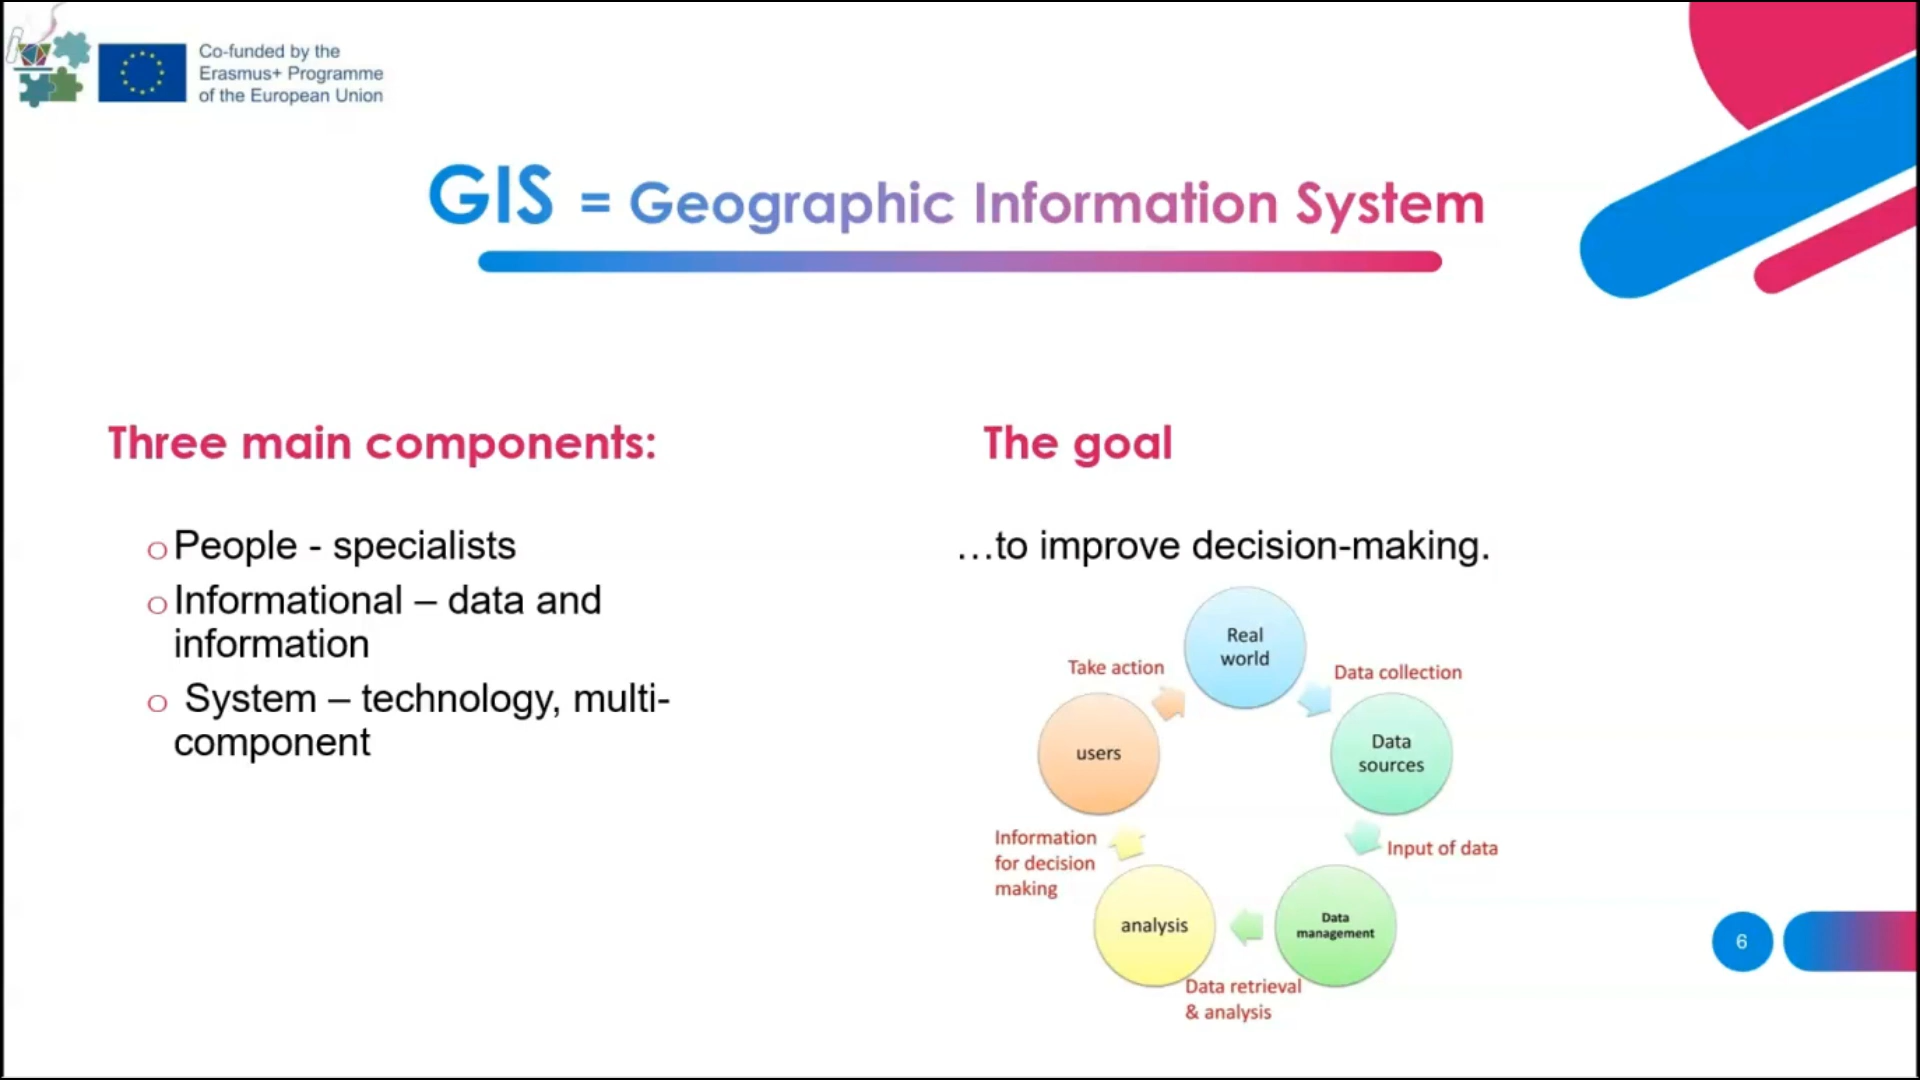 Co-funded by the
Erasmus+ Programme
of the European Union
GIS = Geographic Information System
Three main components:
o People - specialists
o Informational – data and
information
o System – technology, multi-
component
The goal
…to improve decision-making.
Real
world
Take action
Data collection
users
Data
sources
Information
for decision
making
Input of data
analysis
Data
management
Data retrieval
& analysis
6